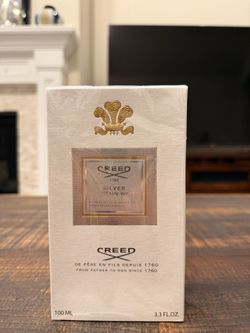 CREED
1760
SILVER
CREED
DE PÈRE EN FILS DEPUIS 1760
FROM FATHER TO SON SINCE 1760
100 ML
3.3 FL.OZ.